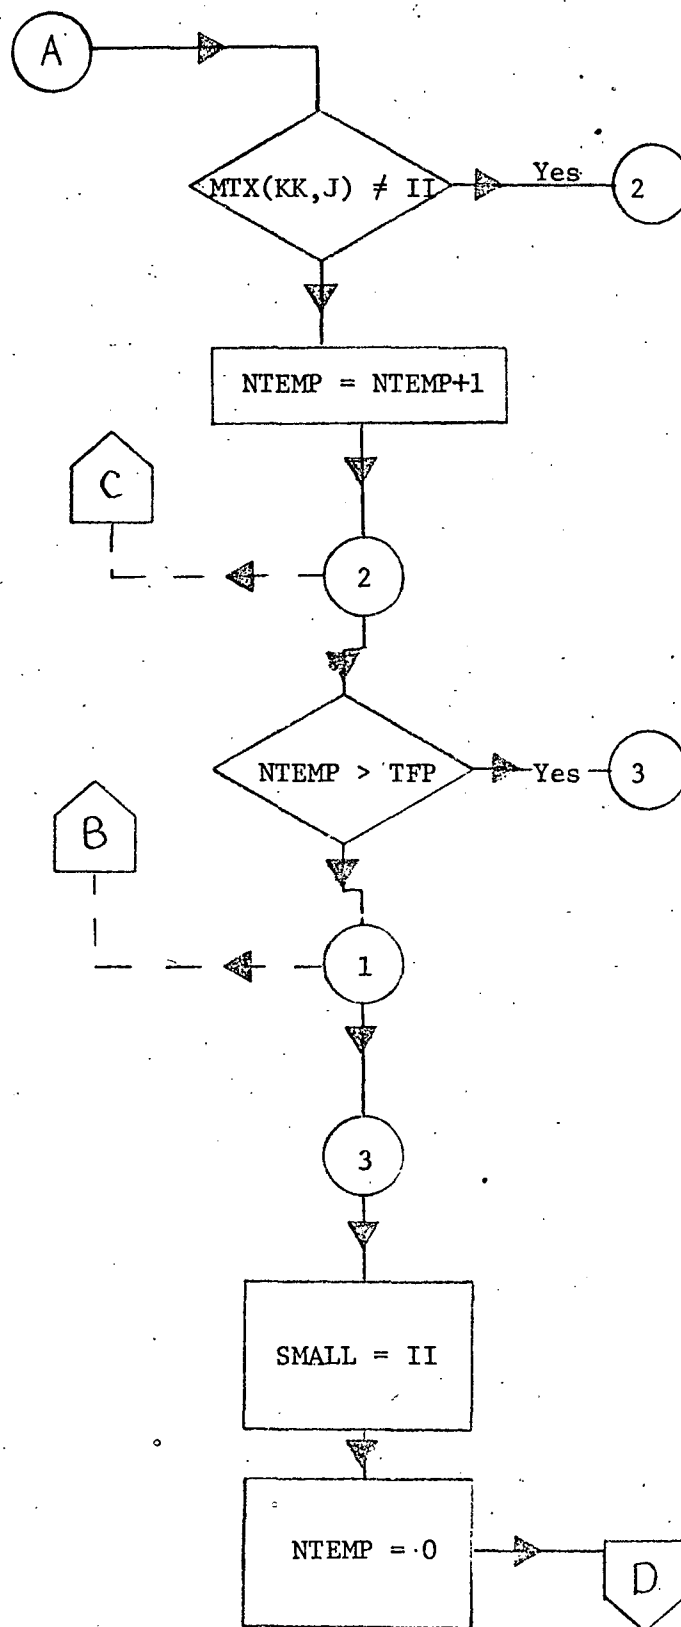 A
MTX(KK,J) ≠ II
Yes
2
NTEMP = NTEMP+1
C
2
NTEMP > TFP
Yes
3
B
1
3
SMALL = II
NTEMP = 0
D